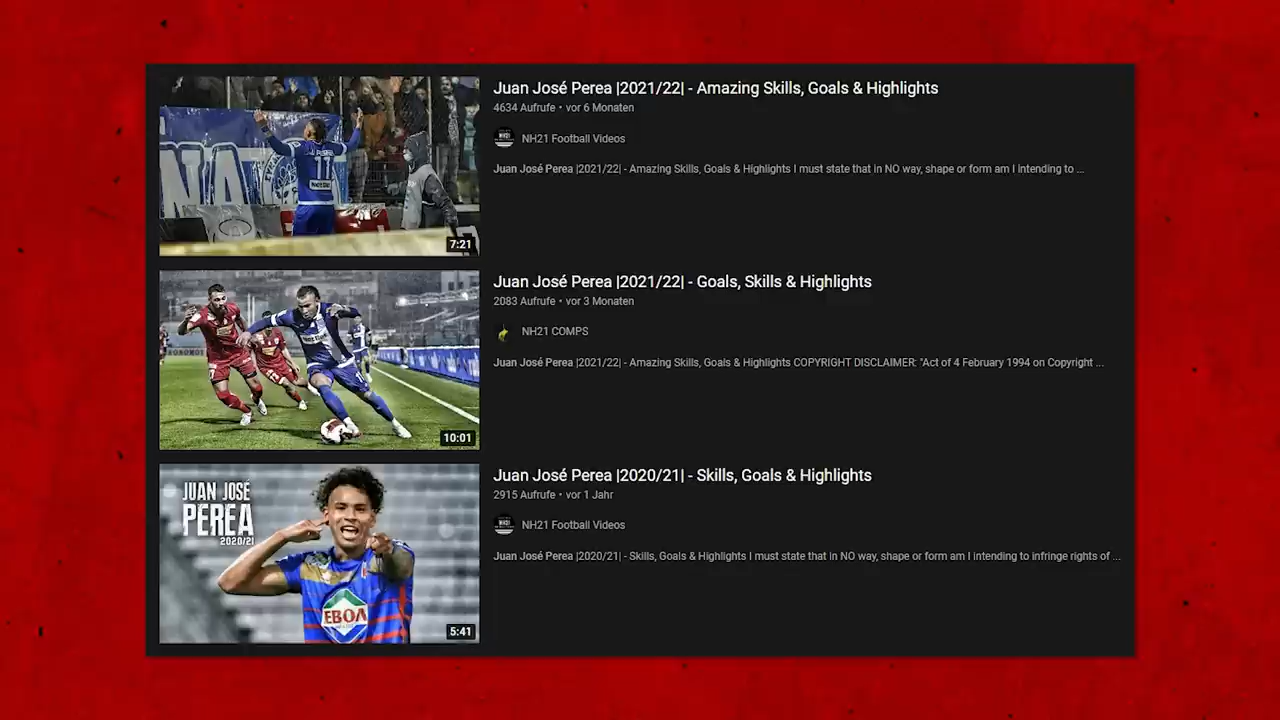 Juan José Perea |2021/22| - Amazing Skills, Goals & Highlights
4634 Aufrufe • vor 6 Monaten
NH21 Football Videos
Juan José Perea |2021/22| - Amazing Skills, Goals & Highlights I must state that in NO way, shape or form am I intending to ...
11
7:21
Juan José Perea |2021/22| - Goals, Skills & Highlights
2083 Aufrufe • vor 3 Monaten
NH21 COMPS
Juan José Perea |2021/22| - Amazing Skills, Goals & Highlights COPYRIGHT DISCLAIMER: "Act of 4 February 1994 on Copyright ...
10:01
Juan José Perea |2020/21| - Skills, Goals & Highlights
2915 Aufrufe • vor 1 Jahr
NH21 Football Videos
Juan José Perea |2020/21| - Skills, Goals & Highlights I must state that in NO way, shape or form am I intending to infringe rights of ...
JUAN JOSÉ
PEREA
2020/21
EBOA
5:41